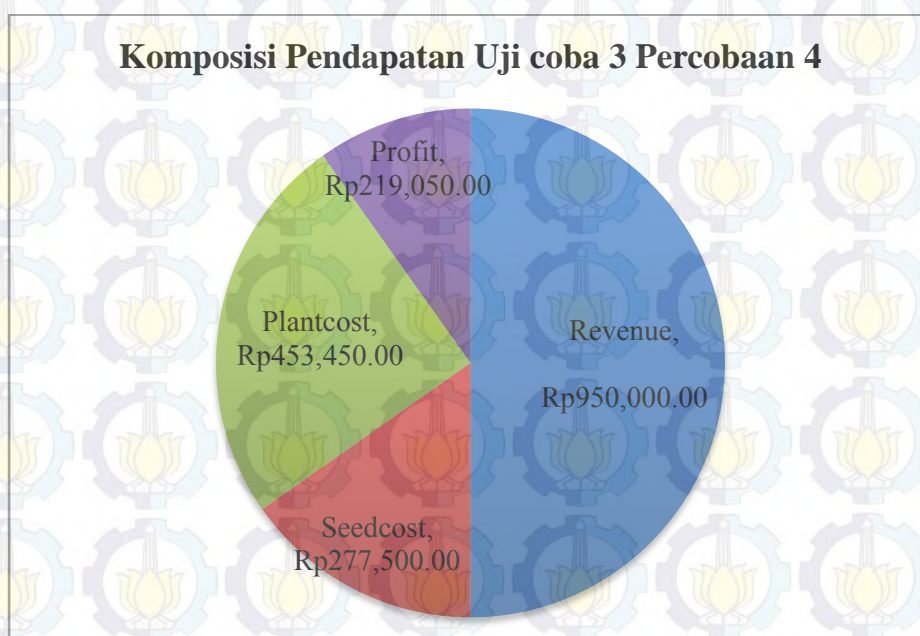 Komposisi Pendapatan Uji coba 3 Percobaan 4
Profit,
Rp219,050.00
Plantcost,
Rp453,450.00
Revenue,
Rp950,000.00
Seedcost,
Rp277,500.00